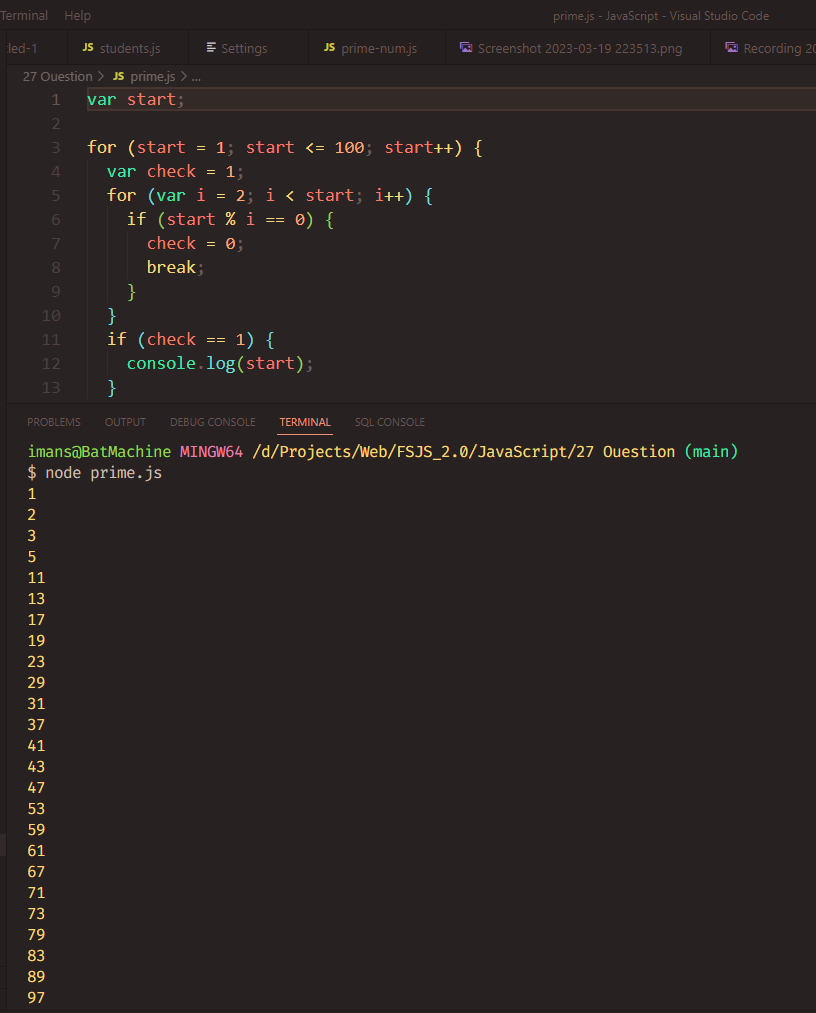 Terminal Help prime.js - JavaScript - Visual Studio Code
led-1 JS students.js Settings JS prime-num.js Screenshot 2023-03-19 223513.png Recording 20
27 Ouestion > JS prime.js > ...
1 var start;
2
3 for (start = 1; start <= 100; start++) {
4 var check = 1;
5 for (var i = 2; i < start; i++) {
6 if (start % i == 0) {
7 check = 0;
8 break;
9 }
10 }
11 if (check == 1) {
12 console.log(start);
13 }
PROBLEMS OUTPUT DEBUG CONSOLE TERMINAL SQL CONSOLE
imans@BatMachine MINGW64 /d/Projects/Web/FSJS_2.0/JavaScript/27 Ouestion (main)
$ node prime.js
1
2
3
5
11
13
17
19
23
29
31
37
41
43
47
53
59
61
67
71
73
79
83
89
97